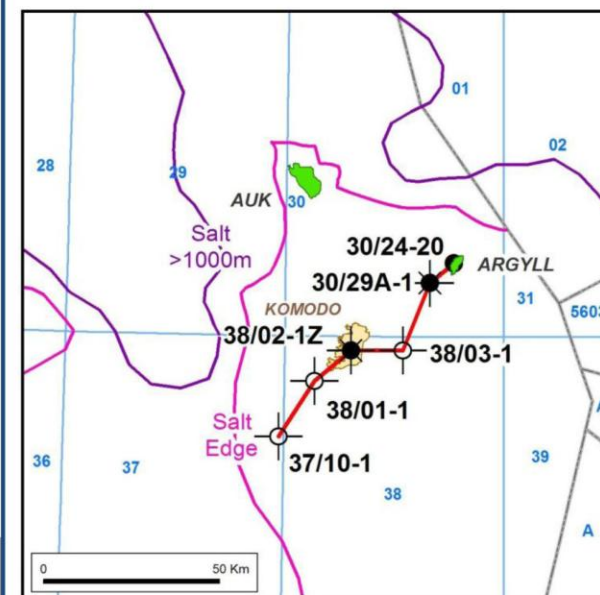 01
02
28
29
30
AUK
Salt
>1000m
30/24-20
ARGYLL
30/29A-1
31
KOMODO
5603
38/02-1Z
38/03-1
38/01-1
Salt
Edge
37/10-1
36
37
38
39
A
0
50 Km